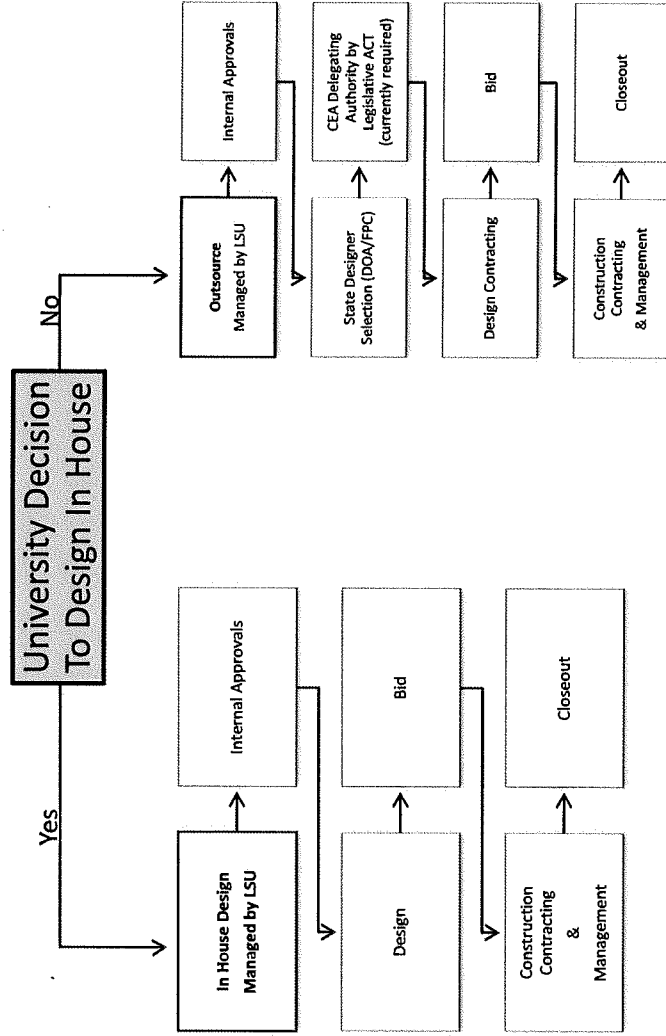 University Decision
To Design In House
Yes
No
In House Design
Managed by LSU
Internal Approvals
Design
Bid
Construction
Contracting
&
Management
Closeout
Outsource
Managed by LSU
Internal Approvals
State Designer
Selection (DOA/FPC)
CEA Delegating
Authority by
Legislative ACT
(currently required)
Design Contracting
Bid
Construction
Contracting
& Management
Closeout